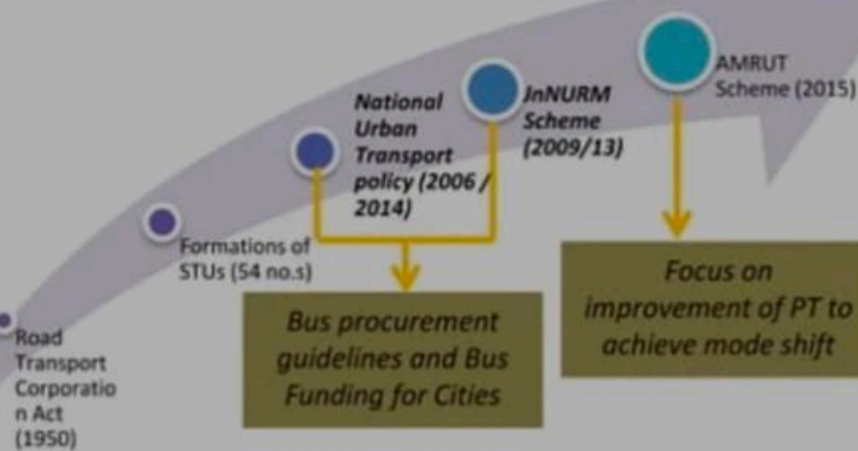 Road
Transport
Corporatio
n Act
(1950)
Formations of
STUs (54 no.s)
National
Urban
Transport
policy (2006 /
2014)
JnNURM
Scheme
(2009/13)
AMRUT
Scheme (2015)
Bus procurement
guidelines and Bus
Funding for Cities
Focus on
improvement of PT to
achieve mode shift